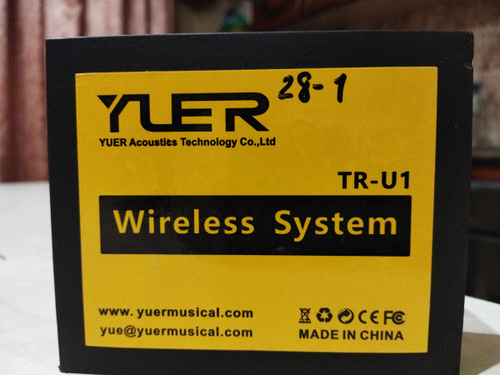 YUER 28-1
YUER Acoustics Technology Co.,Ltd
TR-U1
Wireless System
www. yuermusical.com
yue@yuermusical.com
CE FC
MADE IN CHINA